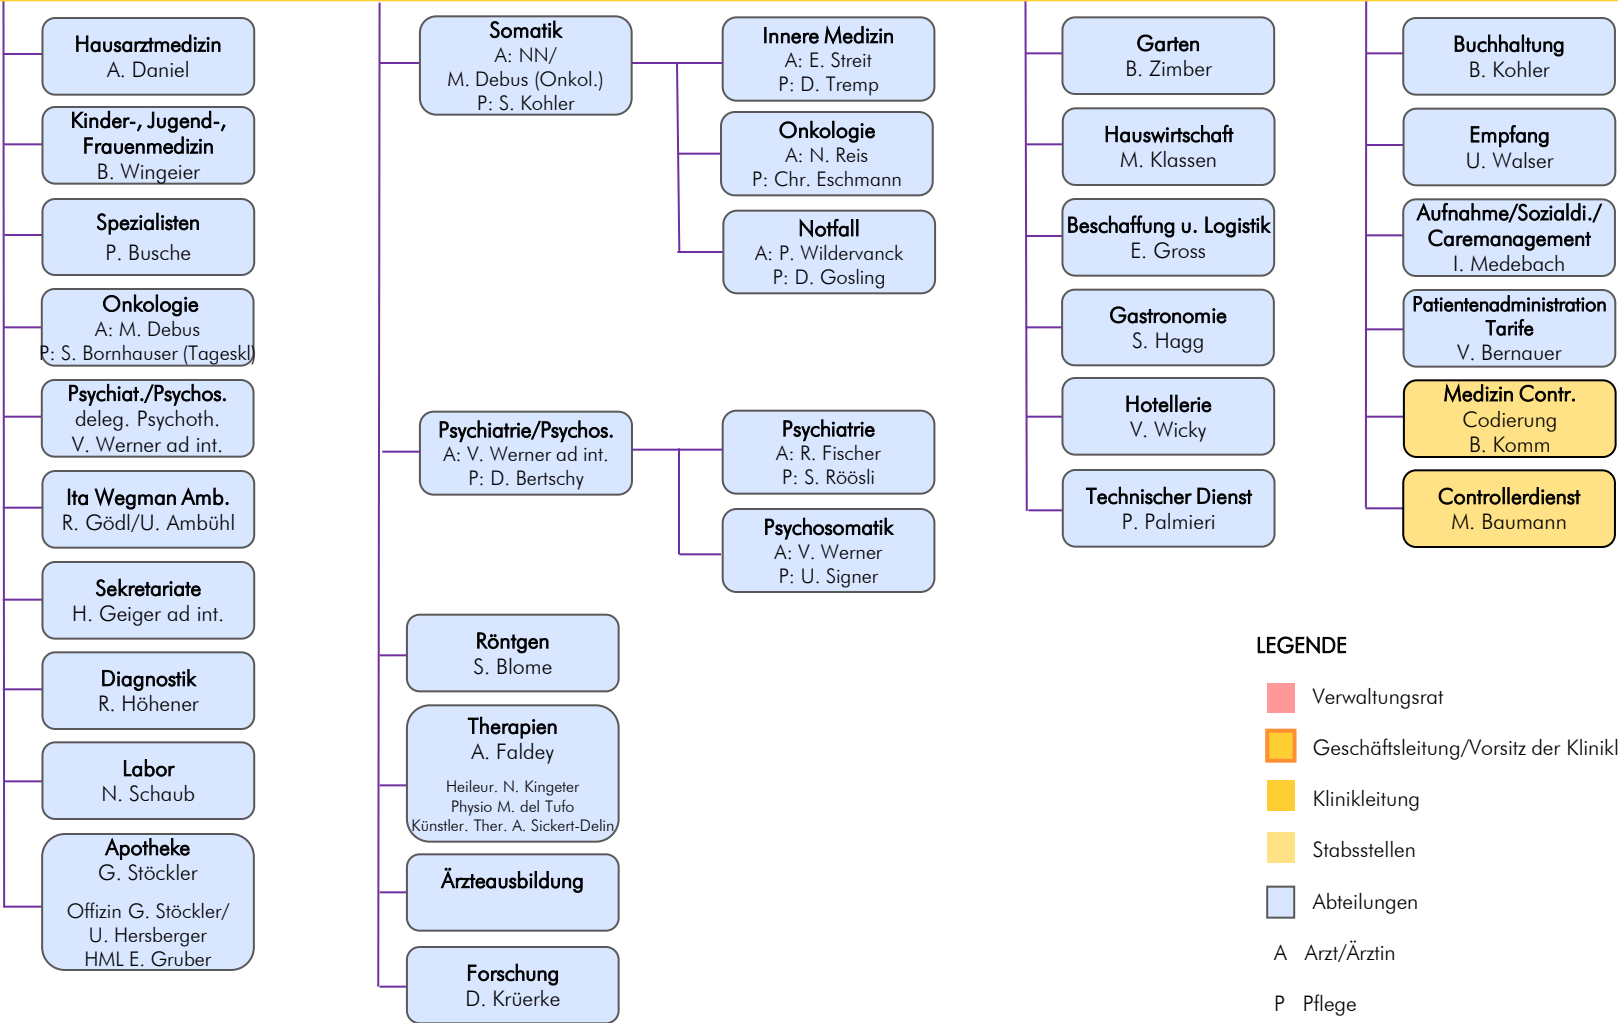 Hausarztmedizin
A. Daniel
Kinder-, Jugend-,
Frauenmedizin
B. Wingeier
Spezialisten
P. Busche
Onkologie
A: M. Debus
P: S. Bornhauser (Tageskl)
Psychiat./Psychos.
deleg. Psychoth.
V. Werner ad int.
Ita Wegman Amb.
R. Gödl/U. Ambühl
Sekretariate
H. Geiger ad int.
Diagnostik
R. Höhener
Labor
N. Schaub
Apotheke
G. Stöckler
Offizin G. Stöckler/
U. Hersberger
HML E. Gruber
Somatik
A: NN/
M. Debus (Onkol.)
P: S. Kohler
Innere Medizin
A: E. Streit
P: D. Tremp
Onkologie
A: N. Reis
P: Chr. Eschmann
Notfall
A: P. Wildervanck
P: D. Gosling
Psychiatrie/Psychos.
A: V. Werner ad int.
P: D. Bertschy
Psychiatrie
A: R. Fischer
P: S. Röösli
Psychosomatik
A: V. Werner
P: U. Signer
Röntgen
S. Blome
Therapien
A. Faldey
Heileur. N. Kingeter
Physio M. del Tufo
Künstler. Ther. A. Sickert-Delin
Ärzteausbildung
Forschung
D. Krüerke
Garten
B. Zimber
Hauswirtschaft
M. Klassen
Beschaffung u. Logistik
E. Gross
Gastronomie
S. Hagg
Hotellerie
V. Wicky
Technischer Dienst
P. Palmieri
Buchhaltung
B. Kohler
Empfang
U. Walser
Aufnahme/Sozialdi./
Caremanagement
I. Medebach
Patientenadministration
Tarife
V. Bernauer
Medizin Contr.
Codierung
B. Komm
Controllerdienst
M. Baumann
LEGENDE
Verwaltungsrat
Geschäftsleitung/Vorsitz der Klinikl
Klinikleitung
Stabsstellen
Abteilungen
A Arzt/Ärztin
P Pflege